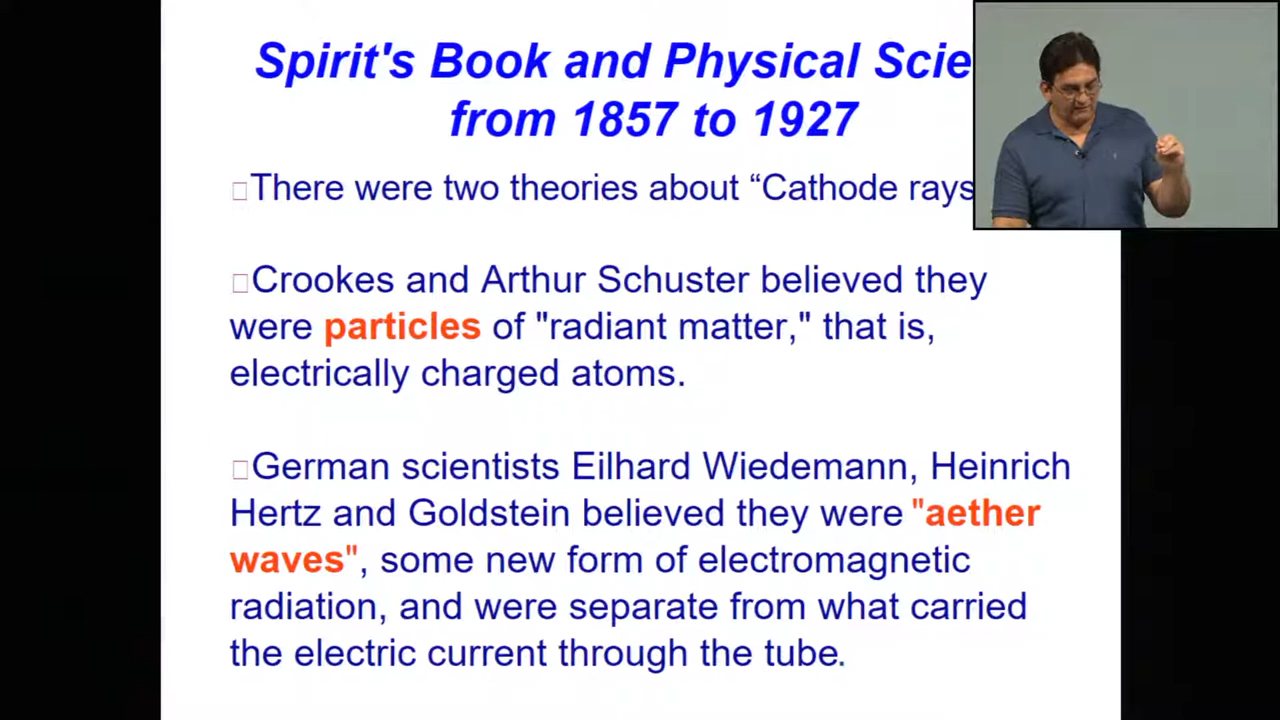 Spirit's Book and Physical Scie
from 1857 to 1927
There were two theories about “Cathode rays
Crookes and Arthur Schuster believed they
were particles of "radiant matter," that is,
electrically charged atoms.
German scientists Eilhard Wiedemann, Heinrich
Hertz and Goldstein believed they were "aether
waves", some new form of electromagnetic
radiation, and were separate from what carried
the electric current through the tube.